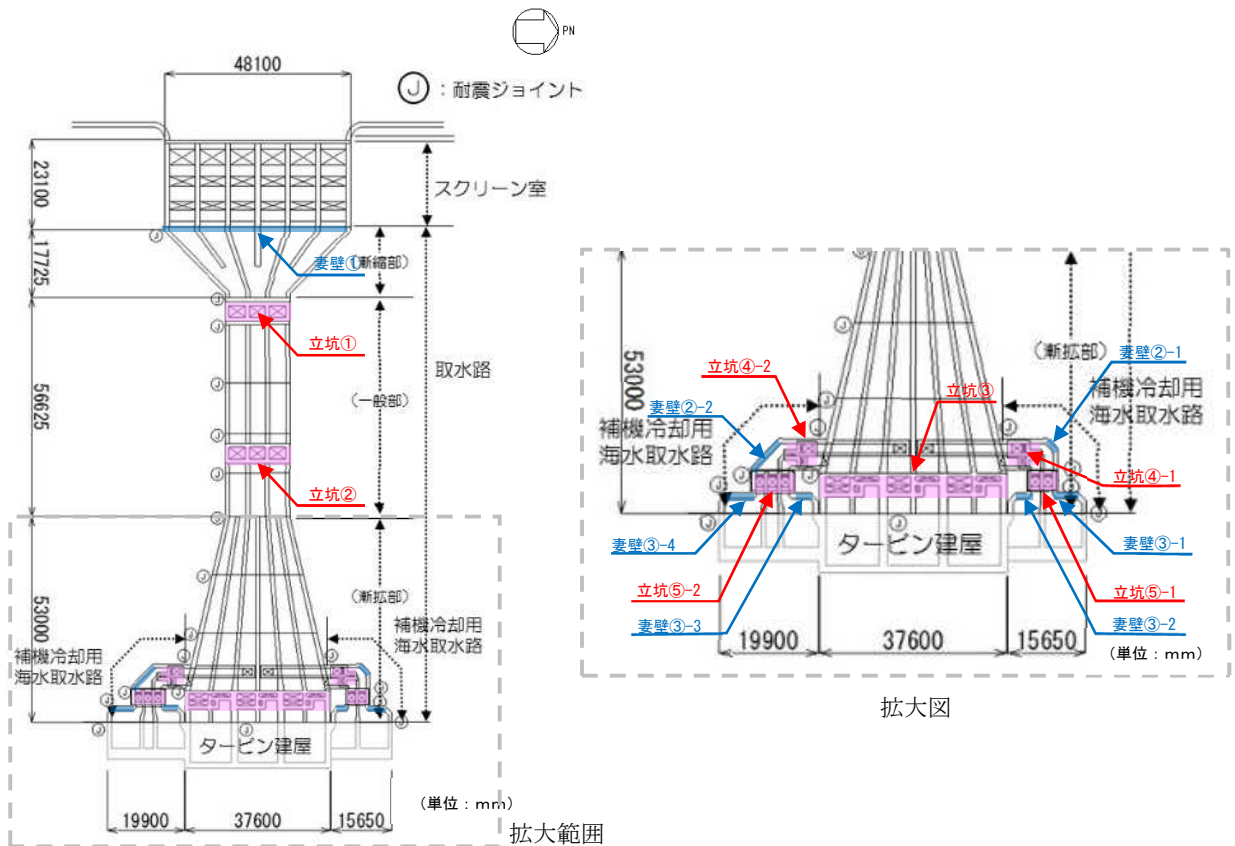 PN
48100
J:耐震ジョイント
23100
スクリーン室
J
17725
妻壁①
(漸縮部)
J
立坑①
J
取水路
56625
J
(一般部)
J
立坑②
J
J
J
53000
(漸拡部)
J
補機冷却用
海水取水路
J
J
補機冷却用
海水取水路
J
J
J
J
J
J
J
J
タービン建屋
19900
37600
15650
(単位:mm)
拡大範囲
J
53000
J
(漸拡部)
妻壁②-1
立坑④-2
立坑③
補機冷却用
海水取水路
妻壁②-2
補機冷却用
海水取水路
J
J
J
J
J
J
立坑④-1
J
J
J
J
J
タービン建屋
妻壁③-4
妻壁③-1
立坑⑤-2
立坑⑤-1
妻壁③-3
妻壁③-2
19900
37600
15650
(単位:mm)
拡大図